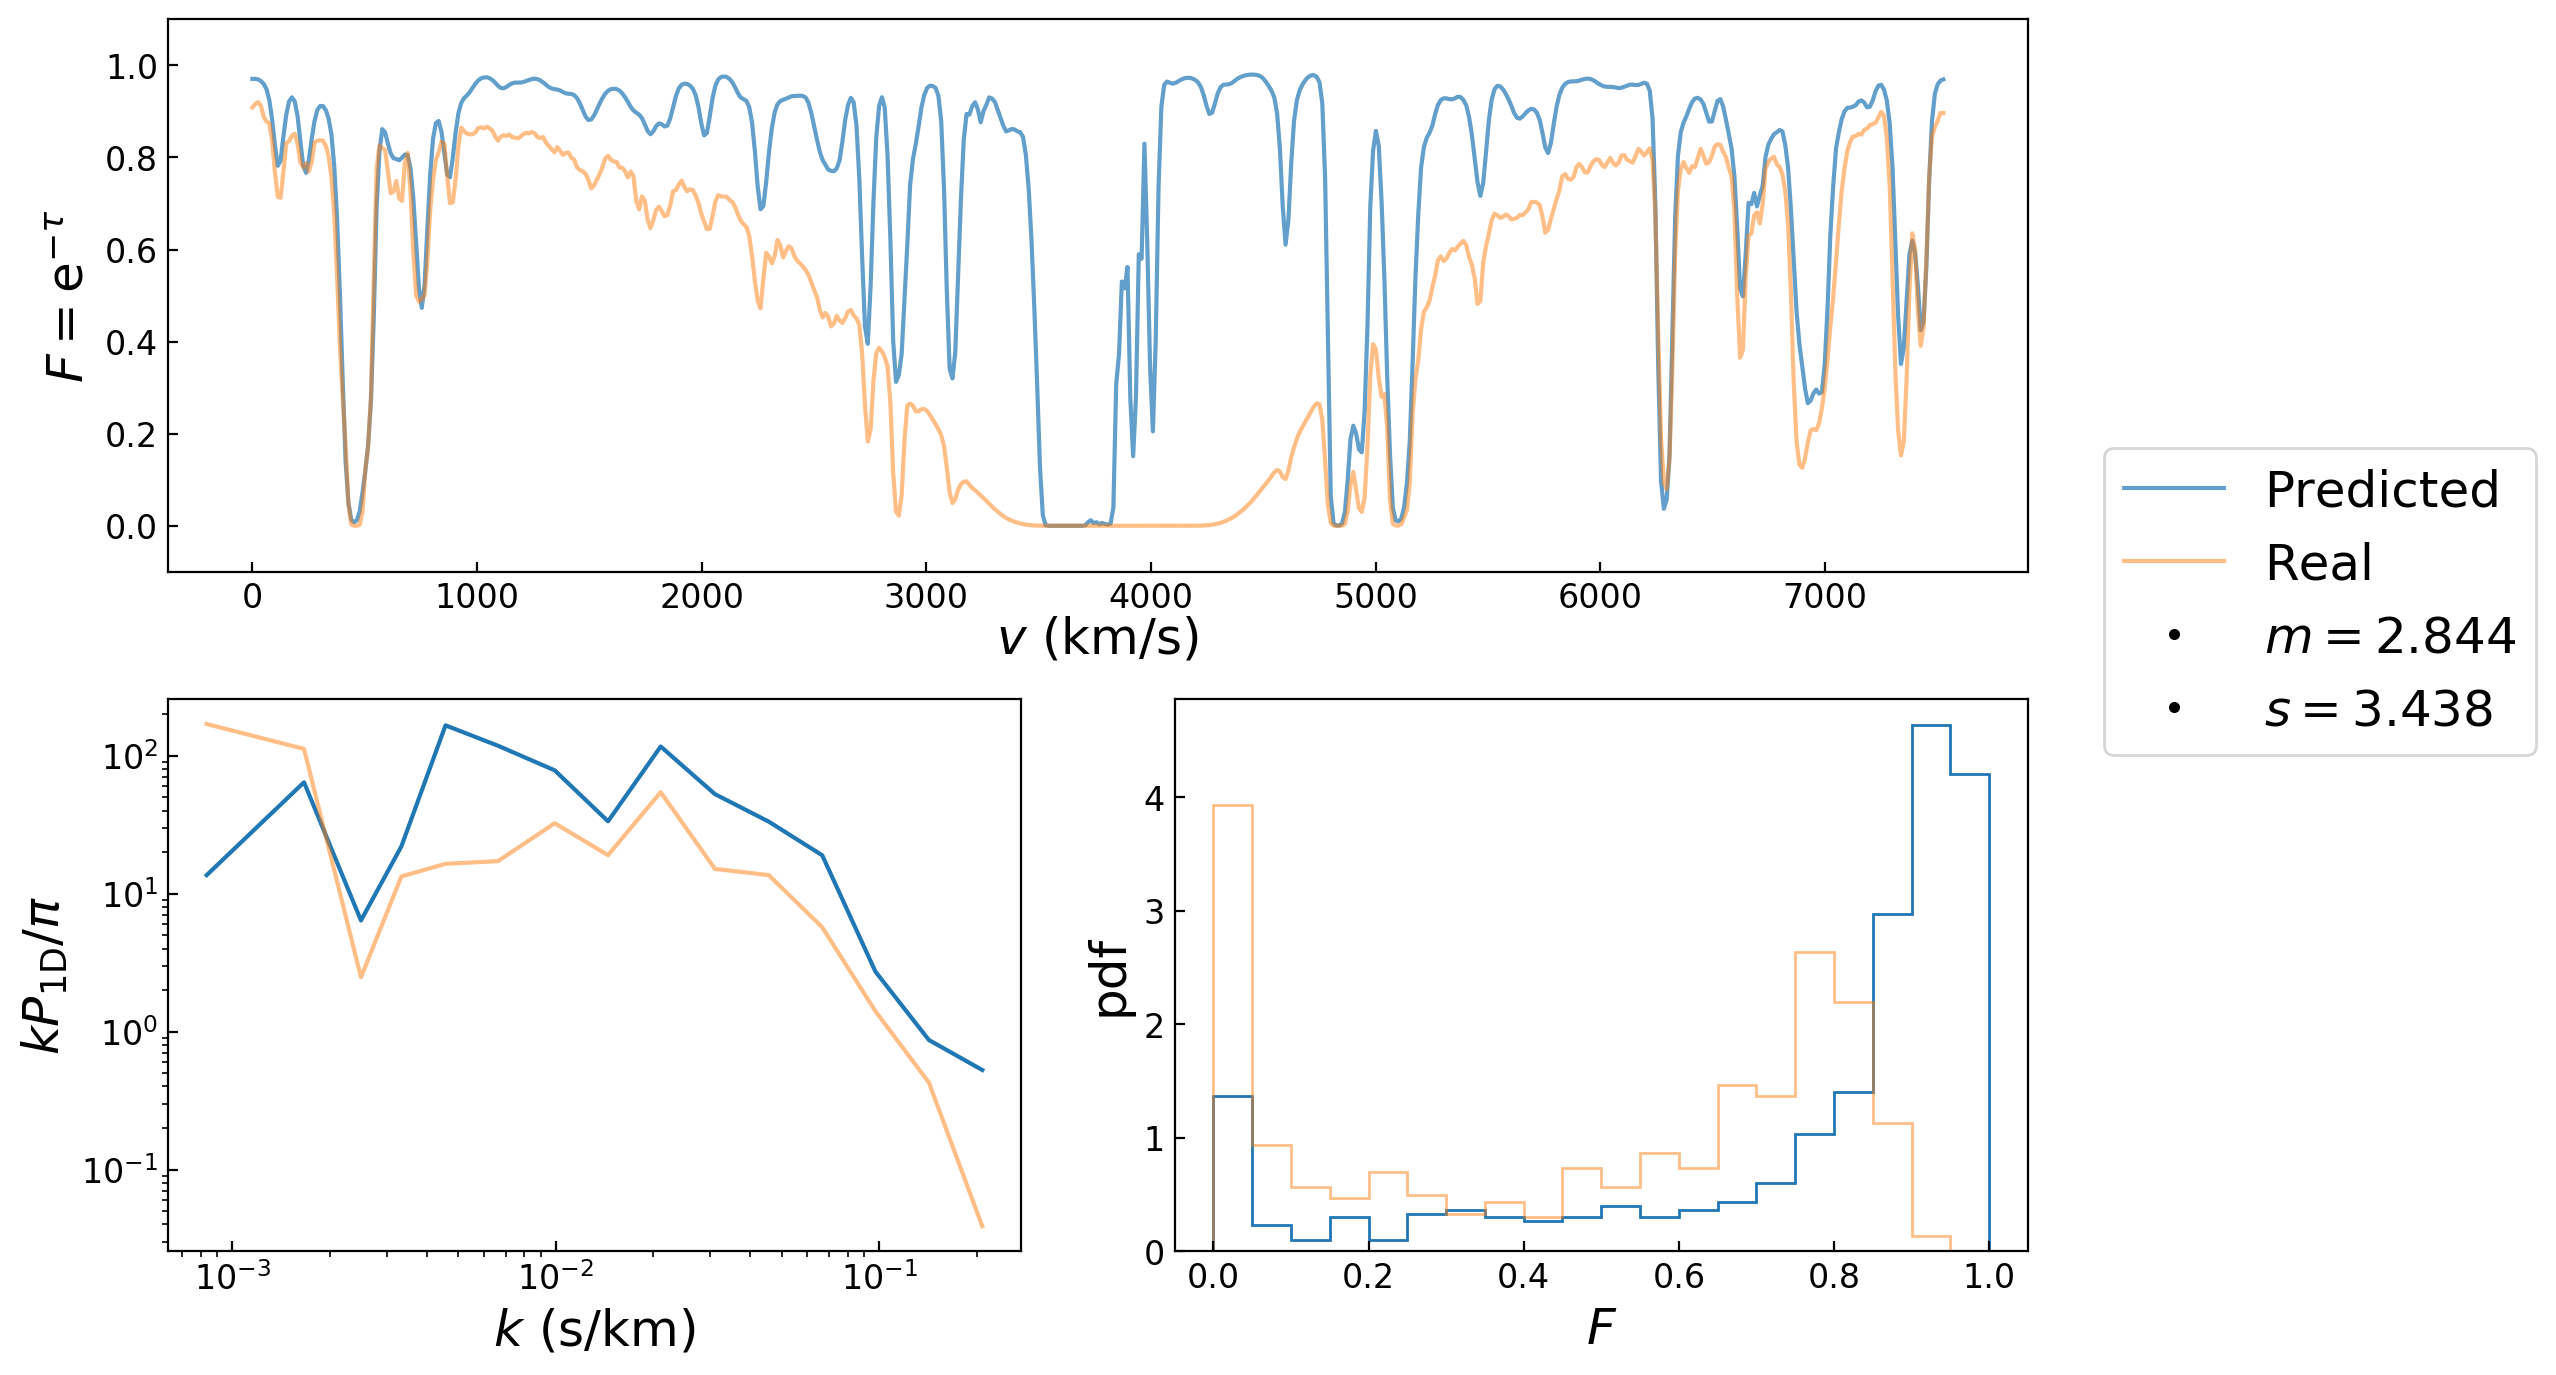 F = e^{−τ}
1.0
0.8
0.6
0.4
0.2
0.0
0 1000 2000 3000 4000 5000 6000 7000
v (km/s)
Predicted
Real
m = 2.844
s = 3.438
kP_{1D}/π
10^2
10^1
10^0
10^{−1}
10^{−3} 10^{−2} 10^{−1}
k (s/km)
pdf
4
3
2
1
0
0.0 0.2 0.4 0.6 0.8 1.0
F